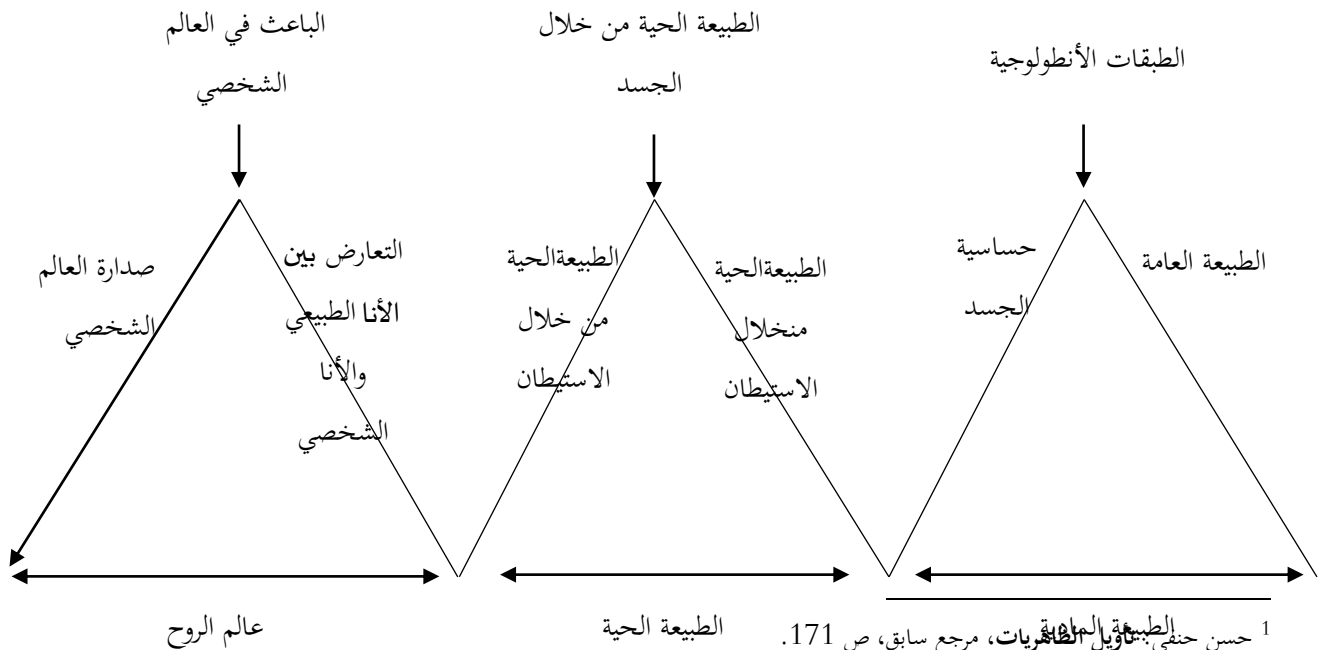 الطبقات الأنطولوجية
الطبيعة الحية من خلال
الجسد
الباعث في العالم
الشخصي
الطبيعة العامة
حساسية
الجسد
الطبيعةالحية
منخلال
الاستيطان
الطبيعةالحية
من خلال
الاستيطان
التعارض بين
الأنا الطبيعي
والأنا
الشخصي
صدارة العالم
الشخصي
الطبيعة المادية
الطبيعة الحية
عالم الروح
1 حسن حنفي: تأويل الظاهريات، مرجع سابق، ص 171.